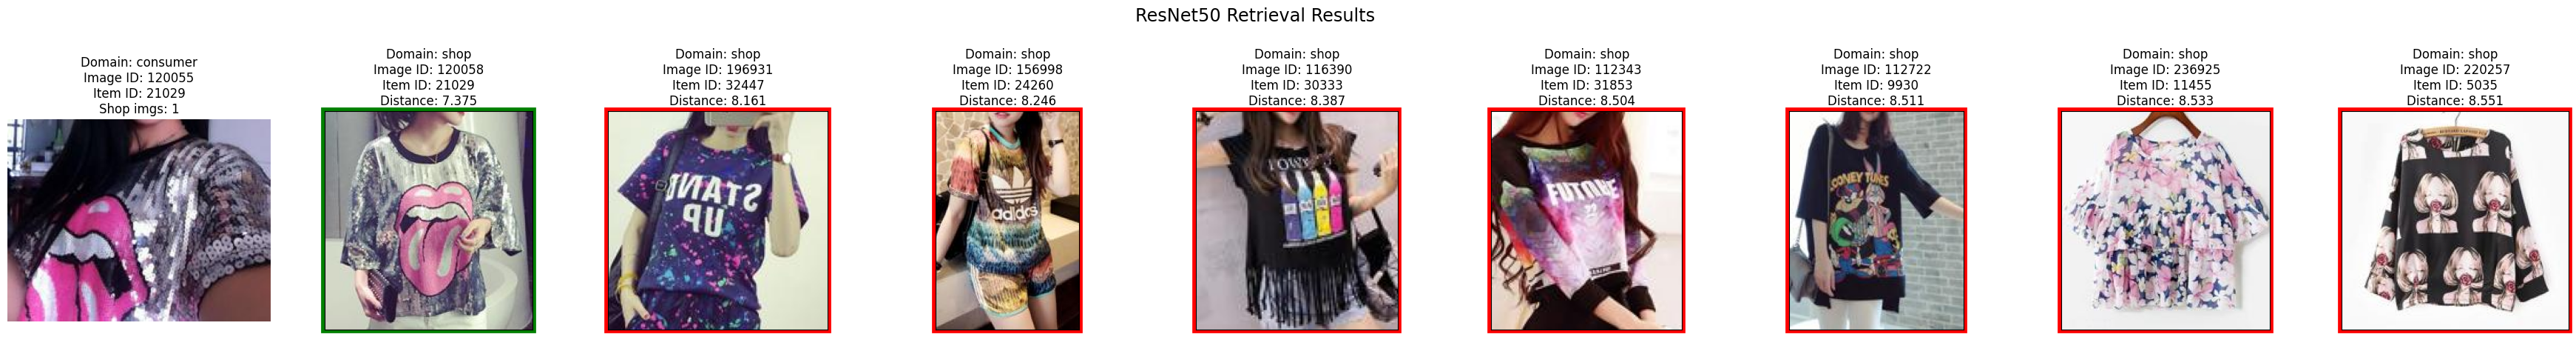 ResNet50 Retrieval Results
Domain: consumer
Image ID: 120055
Item ID: 21029
Shop imgs: 1
Domain: shop
Image ID: 120058
Item ID: 21029
Distance: 7.375
Domain: shop
Image ID: 196931
Item ID: 32447
Distance: 8.161
STAND
UP
Domain: shop
Image ID: 156998
Item ID: 24260
Distance: 8.246
adidas
Domain: shop
Image ID: 116390
Item ID: 30333
Distance: 8.387
Domain: shop
Image ID: 112343
Item ID: 31853
Distance: 8.504
FUTURE
Domain: shop
Image ID: 112722
Item ID: 9930
Distance: 8.511
LOONEY TUNES
Domain: shop
Image ID: 236925
Item ID: 11455
Distance: 8.533
Domain: shop
Image ID: 220257
Item ID: 5035
Distance: 8.551